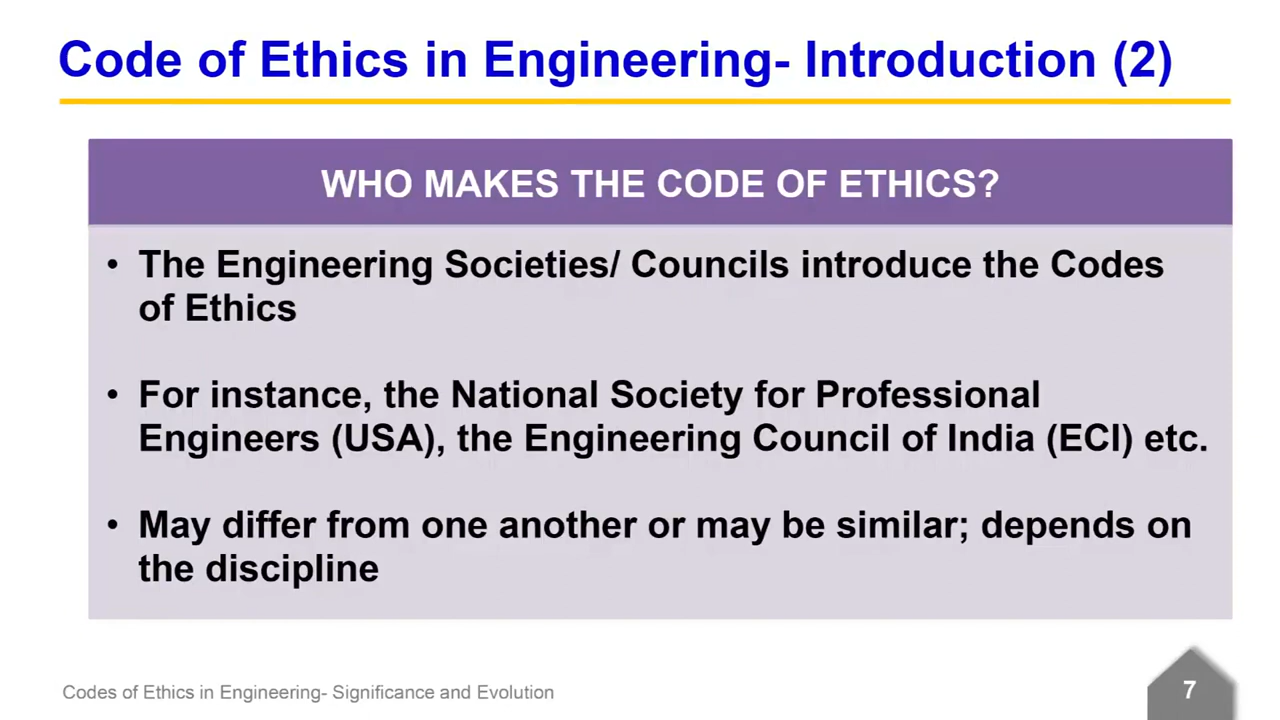 Code of Ethics in Engineering- Introduction (2)
WHO MAKES THE CODE OF ETHICS?
• The Engineering Societies/ Councils introduce the Codes
of Ethics
• For instance, the National Society for Professional
Engineers (USA), the Engineering Council of India (ECI) etc.
• May differ from one another or may be similar; depends on
the discipline
Codes of Ethics in Engineering- Significance and Evolution
7